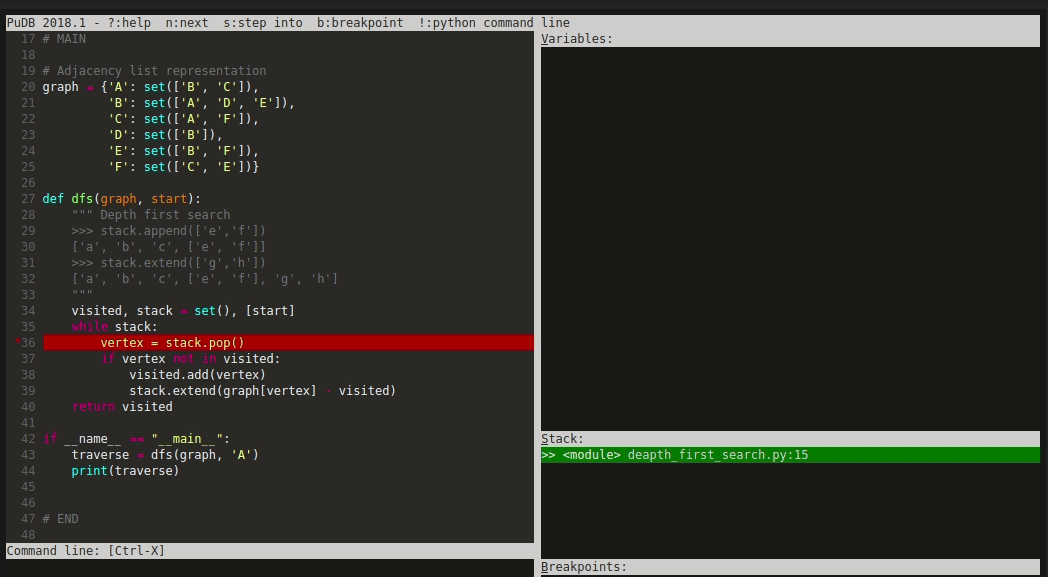 PuDB 2018.1 - ?:help  n:next  s:step into  b:breakpoint  !:python command line
17 # MAIN
18
19 # Adjacency list representation
20 graph = {'A': set(['B', 'C']),
21          'B': set(['A', 'D', 'E']),
22          'C': set(['A', 'F']),
23          'D': set(['B']),
24          'E': set(['B', 'F']),
25          'F': set(['C', 'E'])}
26
27 def dfs(graph, start):
28     """ Depth first search
29     >>> stack.append(['e','f'])
30     ['a', 'b', 'c', ['e', 'f']]
31     >>> stack.extend(['g','h'])
32     ['a', 'b', 'c', ['e', 'f'], 'g', 'h']
33     """
34     visited, stack = set(), [start]
35     while stack:
*36         vertex = stack.pop()
37         if vertex not in visited:
38             visited.add(vertex)
39             stack.extend(graph[vertex] - visited)
40     return visited
41
42 if __name__ == "__main__":
43     traverse = dfs(graph, 'A')
44     print(traverse)
45
46
47 # END
48
Command line: [Ctrl-X]
Variables:
Stack:
>> <module> deapth_first_search.py:15
Breakpoints: